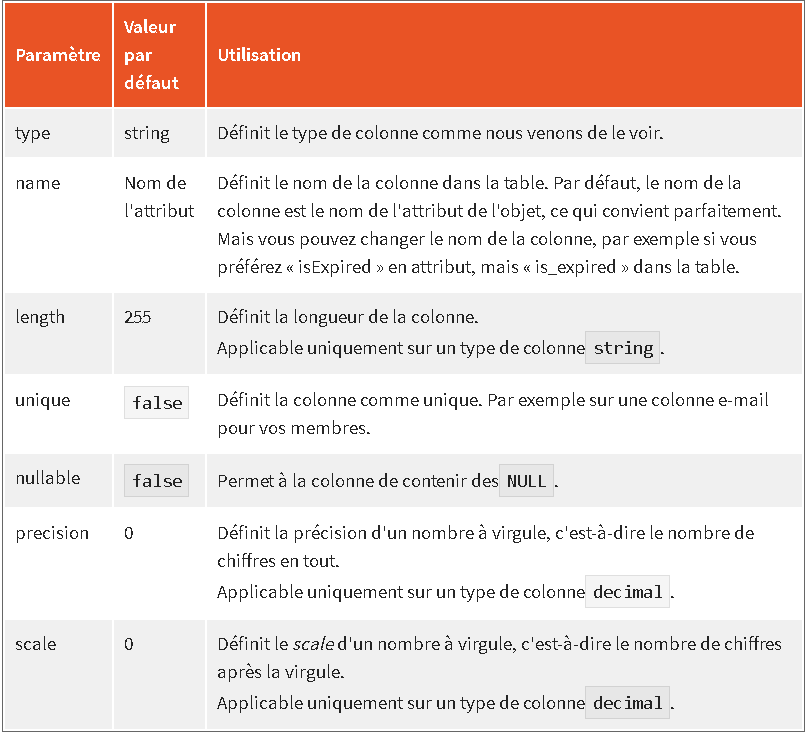 Paramètre
Valeur
par
défaut
Utilisation
type
string
Définit le type de colonne comme nous venons de le voir.
name
Nom de
l'attribut
Définit le nom de la colonne dans la table. Par défaut, le nom de la
colonne est le nom de l'attribut de l'objet, ce qui convient parfaitement.
Mais vous pouvez changer le nom de la colonne, par exemple si vous
préférez « isExpired » en attribut, mais « is_expired » dans la table.
length
255
Définit la longueur de la colonne.
Applicable uniquement sur un type de colonne string .
unique
false
Définit la colonne comme unique. Par exemple sur une colonne e-mail
pour vos membres.
nullable
false
Permet à la colonne de contenir des NULL .
precision
0
Définit la précision d'un nombre à virgule, c'est-à-dire le nombre de
chiffres en tout.
Applicable uniquement sur un type de colonne decimal .
scale
0
Définit le scale d'un nombre à virgule, c'est-à-dire le nombre de chiffres
après la virgule.
Applicable uniquement sur un type de colonne decimal .